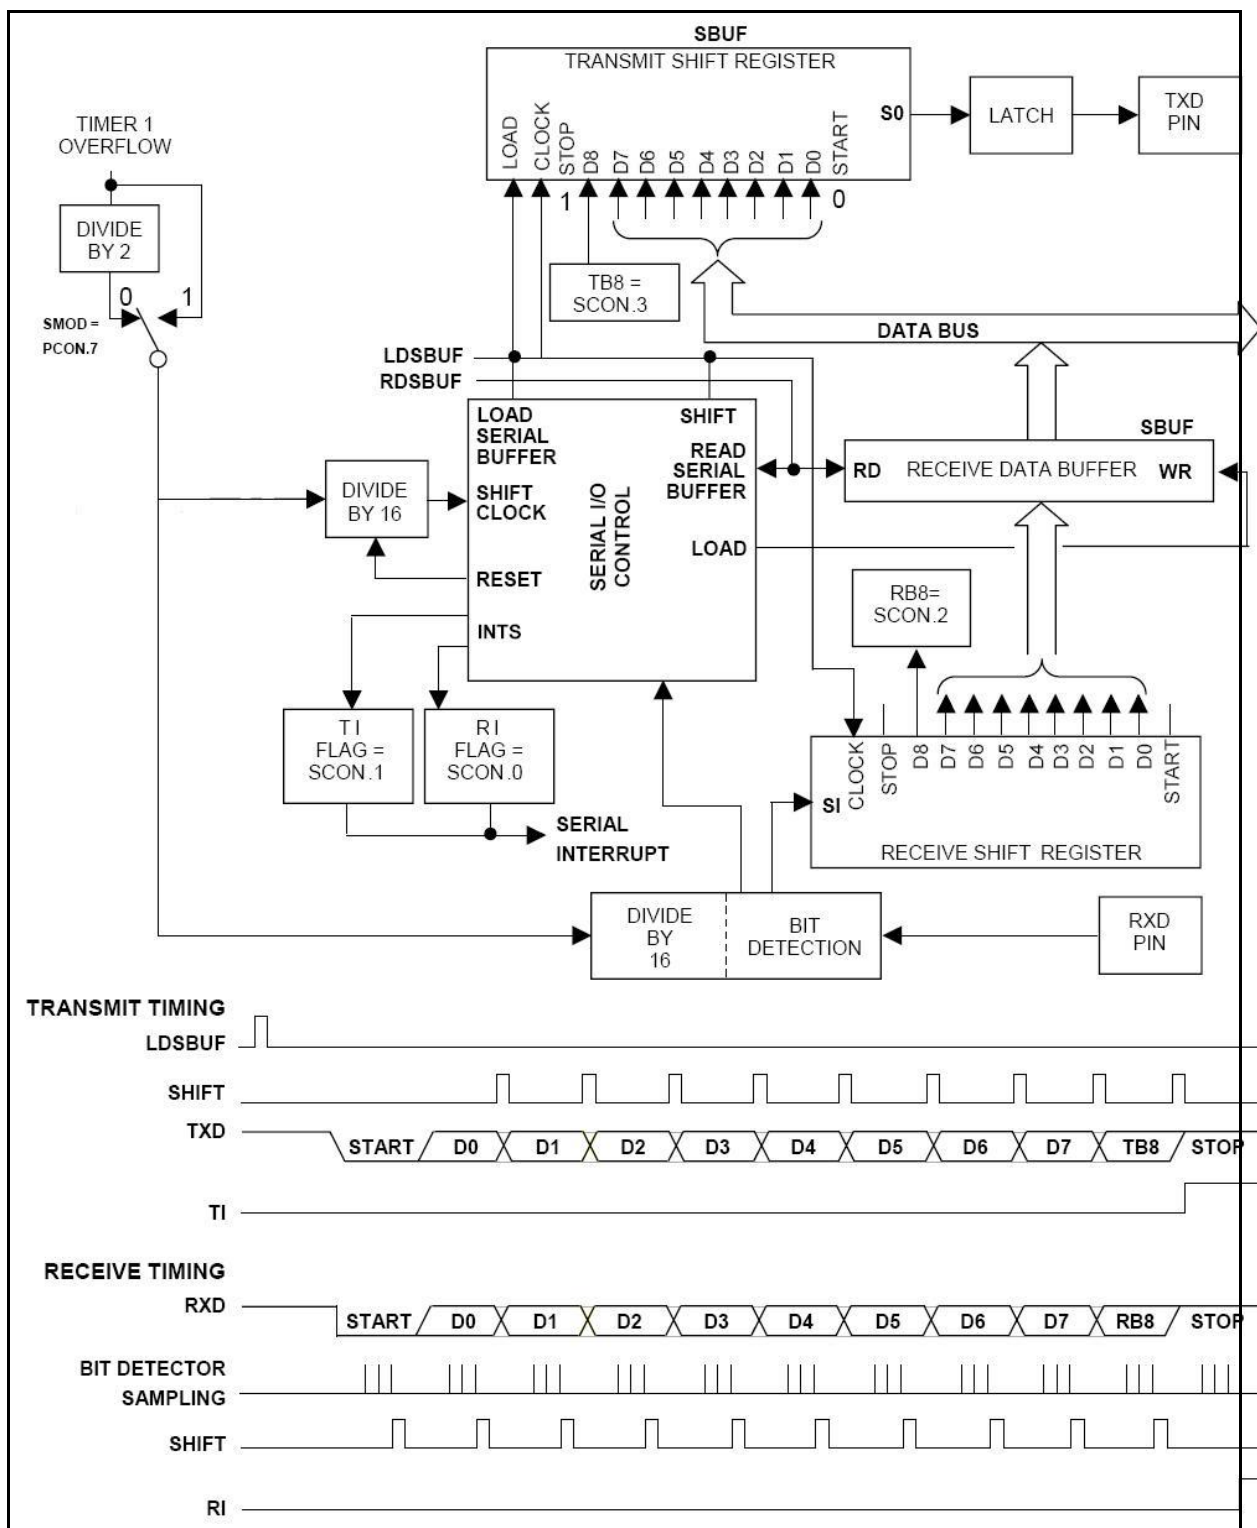 SBUF
TRANSMIT SHIFT REGISTER
LOAD
CLOCK
STOP
D8
D7
D6
D5
D4
D3
D2
D1
D0
START
S0
LATCH
TXD
PIN
1
0
TIMER 1
OVERFLOW
DIVIDE
BY 2
0
1
SMOD =
PCON.7
TB8 =
SCON.3
DATA BUS
LDSBUF
RDSBUF
LOAD
SERIAL
BUFFER
SHIFT
READ
SERIAL
BUFFER
SHIFT
CLOCK
SERIAL I/O
CONTROL
LOAD
RESET
INTS
SBUF
RD
RECEIVE DATA BUFFER
WR
DIVIDE
BY 16
RB8=
SCON.2
T I
FLAG =
SCON.1
R I
FLAG =
SCON.0
SERIAL
INTERRUPT
CLOCK
STOP
D8
D7
D6
D5
D4
D3
D2
D1
D0
START
SI
RECEIVE SHIFT REGISTER
DIVIDE
BY
16
BIT
DETECTION
RXD
PIN
TRANSMIT TIMING
LDSBUF
SHIFT
TXD
START D0 D1 D2 D3 D4 D5 D6 D7 TB8 STOP
TI
RECEIVE TIMING
RXD
START D0 D1 D2 D3 D4 D5 D6 D7 RB8 STOP
BIT DETECTOR
SAMPLING
SHIFT
RI